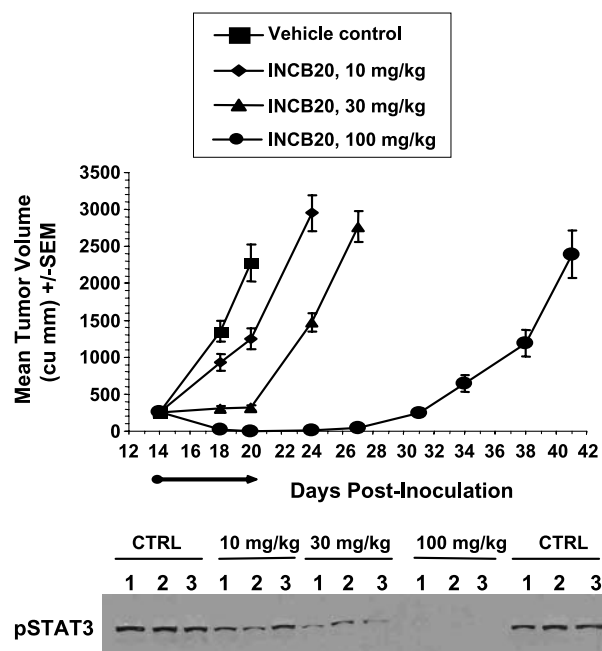 Vehicle control
INCB20, 10 mg/kg
INCB20, 30 mg/kg
INCB20, 100 mg/kg
Mean Tumor Volume
(cu mm) +/-SEM
3500
3000
2500
2000
1500
1000
500
0
12 14 16 18 20 22 24 26 28 30 32 34 36 38 40 42
Days Post-Inoculation
CTRL 10 mg/kg 30 mg/kg 100 mg/kg CTRL
1 2 3 1 2 3 1 2 3 1 2 3 1 2 3
pSTAT3